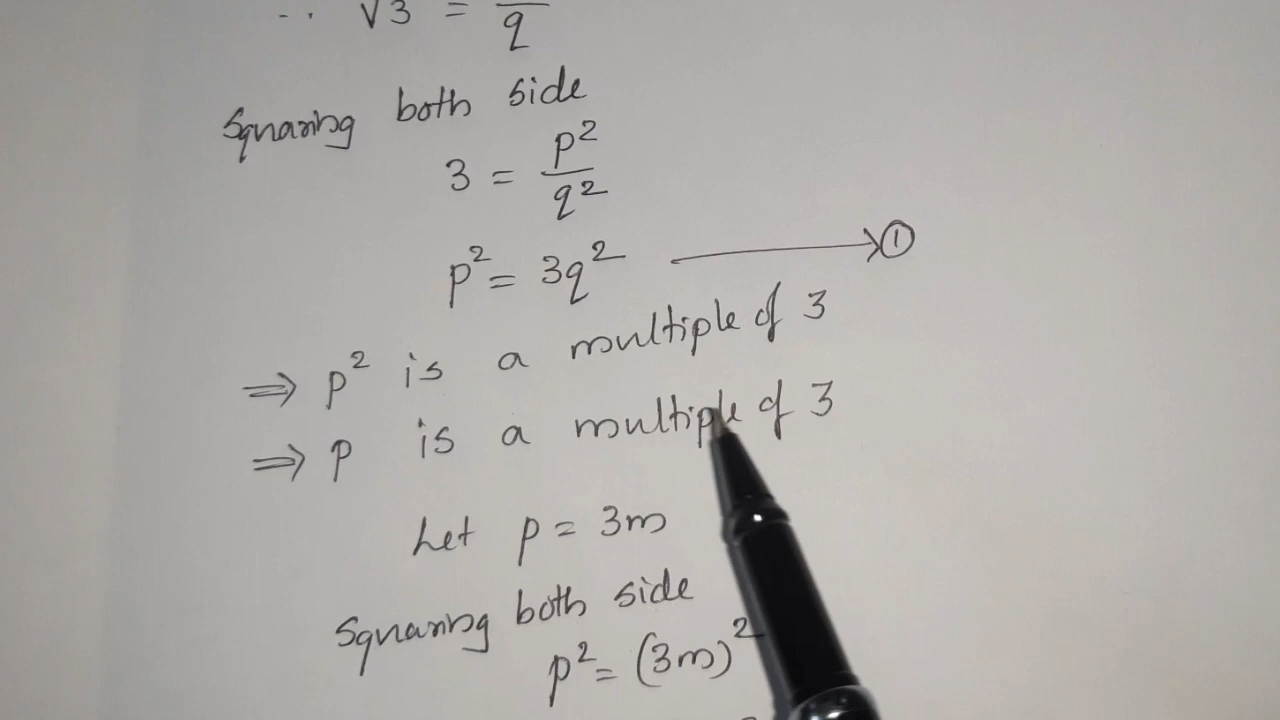 ∴ √3 = — q
Squaring both side
3 = p²/q²
p² = 3q² ⟶ ①
⇒ p² is a multiple of 3
⇒ p is a multiple of 3
Let p = 3m
Squaring both side
p² = (3m)²